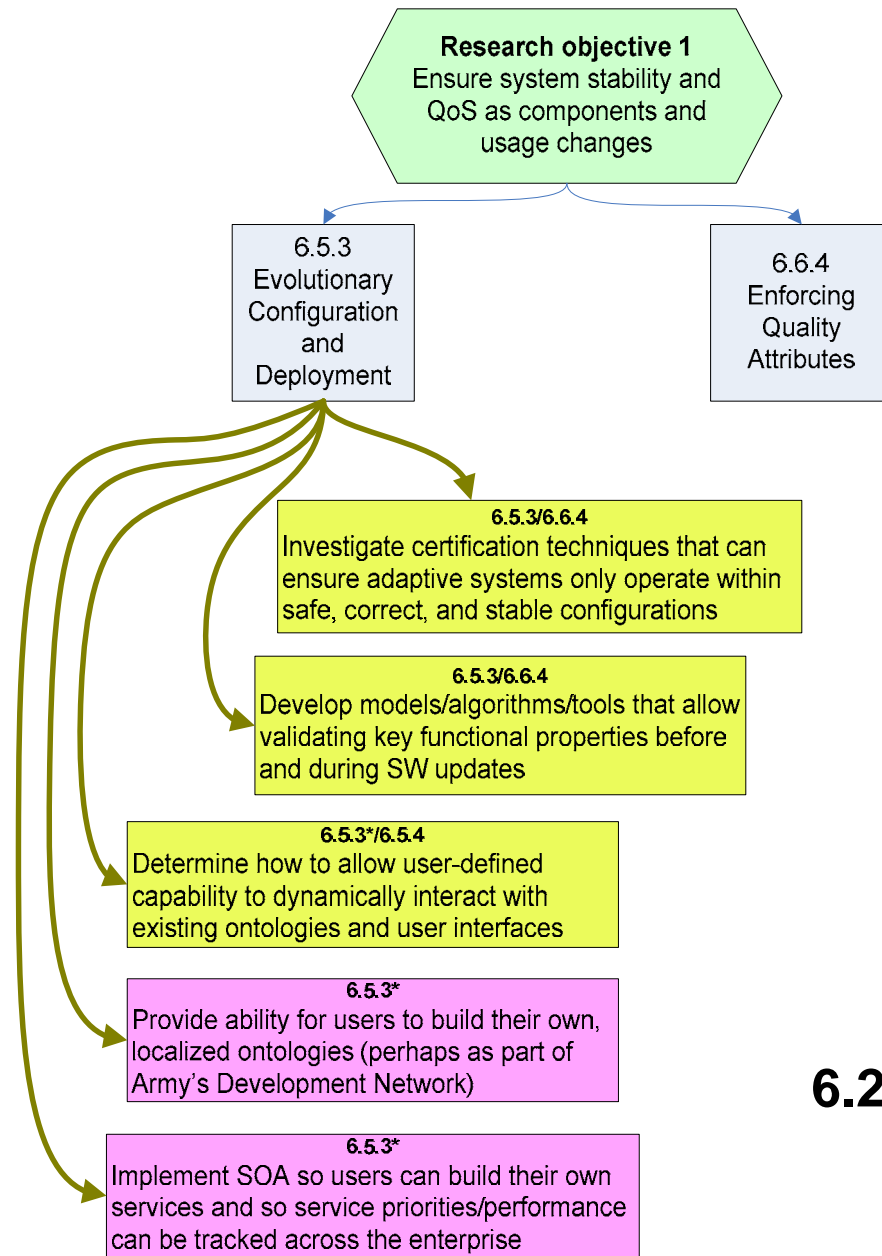 Research objective 1
Ensure system stability and
QoS as components and
usage changes
6.5.3
Evolutionary
Configuration
and
Deployment
6.6.4
Enforcing
Quality
Attributes
6.5.3/6.6.4
Investigate certification techniques that can
ensure adaptive systems only operate within
safe, correct, and stable configurations
6.5.3/6.6.4
Develop models/algorithms/tools that allow
validating key functional properties before
and during SW updates
6.5.3*/6.5.4
Determine how to allow user-defined
capability to dynamically interact with
existing ontologies and user interfaces
6.5.3*
Provide ability for users to build their own,
localized ontologies (perhaps as part of
Army's Development Network)
6.2
6.5.3*
Implement SOA so users can build their own
services and so service priorities/performance
can be tracked across the enterprise